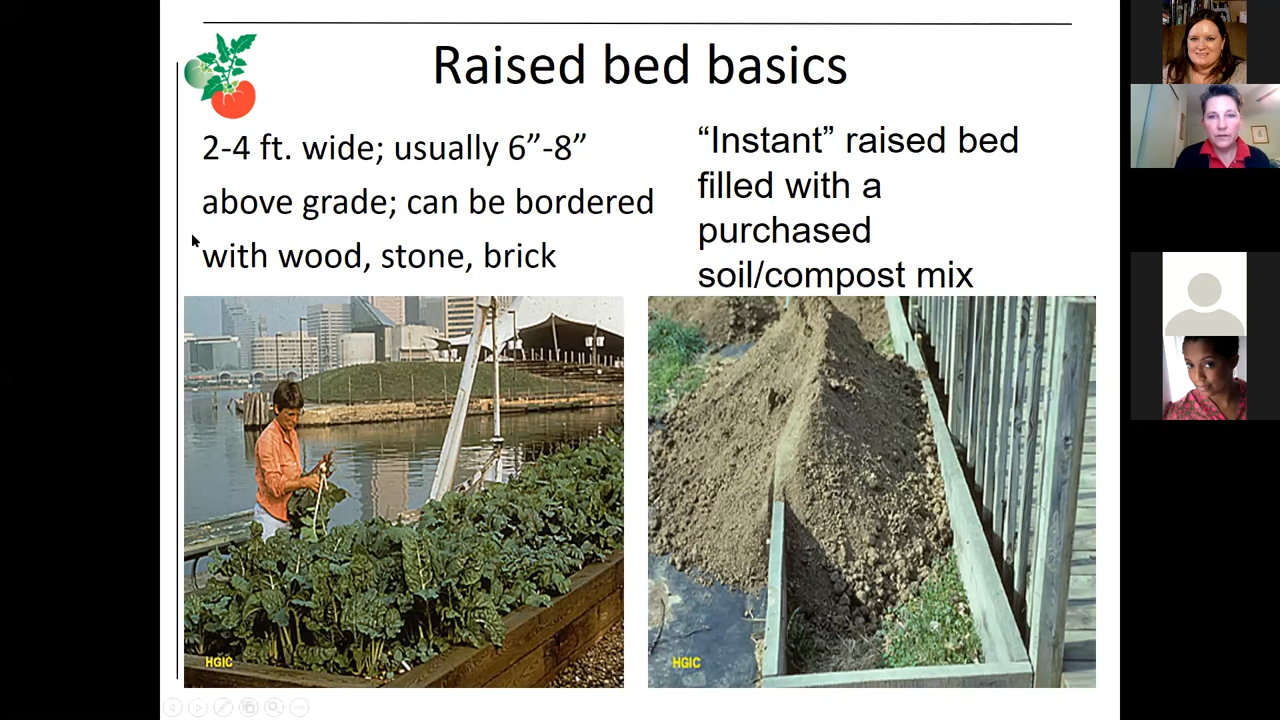 Raised bed basics
2-4 ft. wide; usually 6”-8”
above grade; can be bordered
with wood, stone, brick
“Instant” raised bed
filled with a
purchased
soil/compost mix
HGIC
HGIC